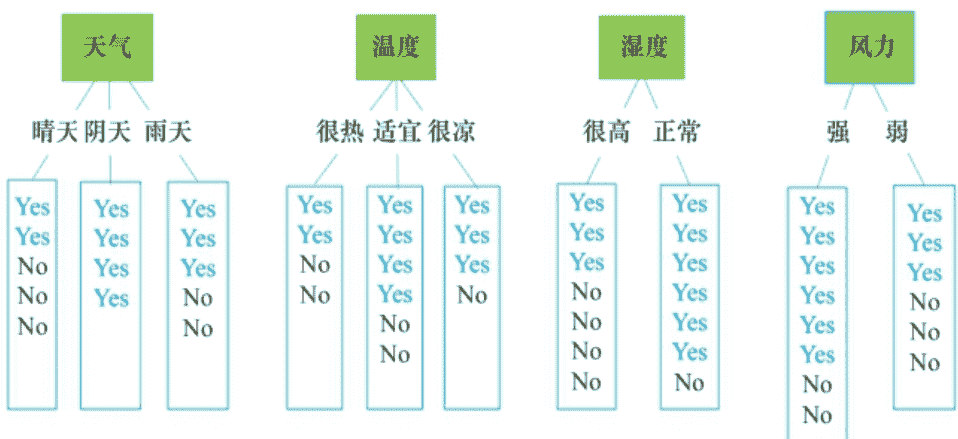 天气
温度
湿度
风力
晴天 阴天 雨天
很热 适宜 很凉
很高 正常
强 弱
Yes
Yes
No
No
No
Yes
Yes
Yes
Yes
Yes
Yes
Yes
No
No
Yes
Yes
No
No
Yes
Yes
Yes
Yes
No
No
Yes
Yes
Yes
No
Yes
Yes
Yes
No
No
No
No
Yes
Yes
Yes
Yes
Yes
Yes
No
Yes
Yes
Yes
Yes
Yes
Yes
No
No
Yes
Yes
Yes
No
No
No